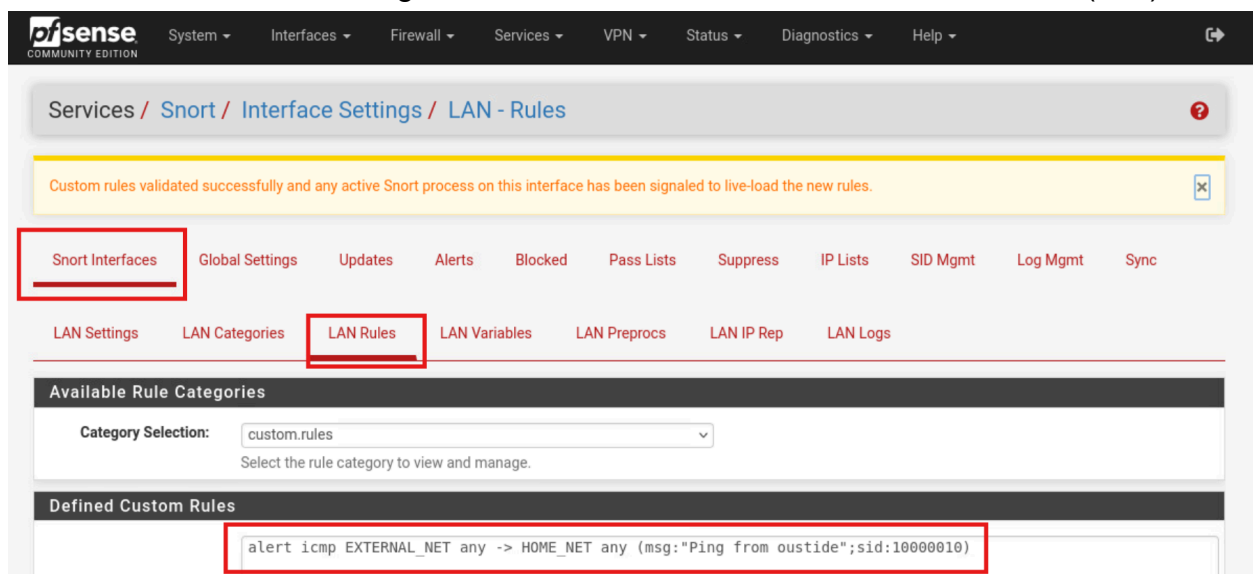 pfsense System Interfaces Firewall Services VPN Status Diagnostics Help
COMMUNITY EDITION
Services / Snort / Interface Settings / LAN - Rules
Custom rules validated successfully and any active Snort process on this interface has been signaled to live-load the new rules.
Snort Interfaces Global Settings Updates Alerts Blocked Pass Lists Suppress IP Lists SID Mgmt Log Mgmt Sync
LAN Settings LAN Categories LAN Rules LAN Variables LAN Preprocs LAN IP Rep LAN Logs
Available Rule Categories
Category Selection: custom.rules
Select the rule category to view and manage.
Defined Custom Rules
alert icmp EXTERNAL_NET any -> HOME_NET any (msg:"Ping from oustide";sid:10000010)